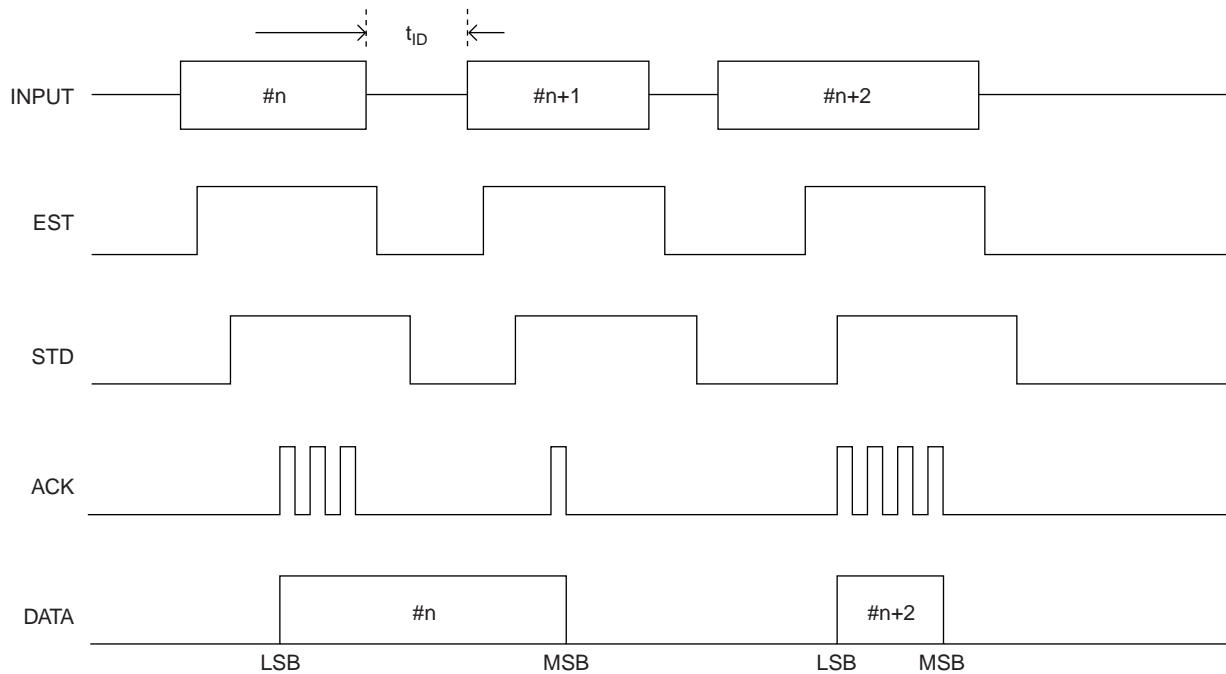 tID
INPUT #n #n+1 #n+2
EST
STD
ACK
DATA #n #n+2
LSB MSB LSB MSB